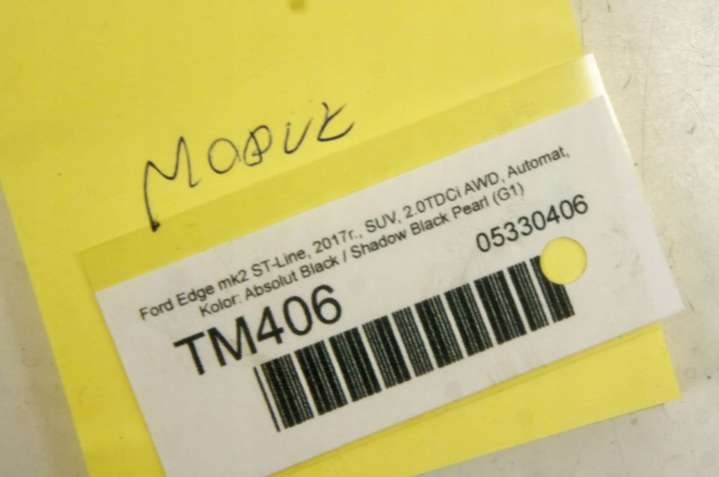 Ford Edge mk2 ST-Line, 2017r., SUV, 2.0TDCi AWD, Automat,
Kolor: Absolut Black / Shadow Black Pearl (G1)
TM406 05330406